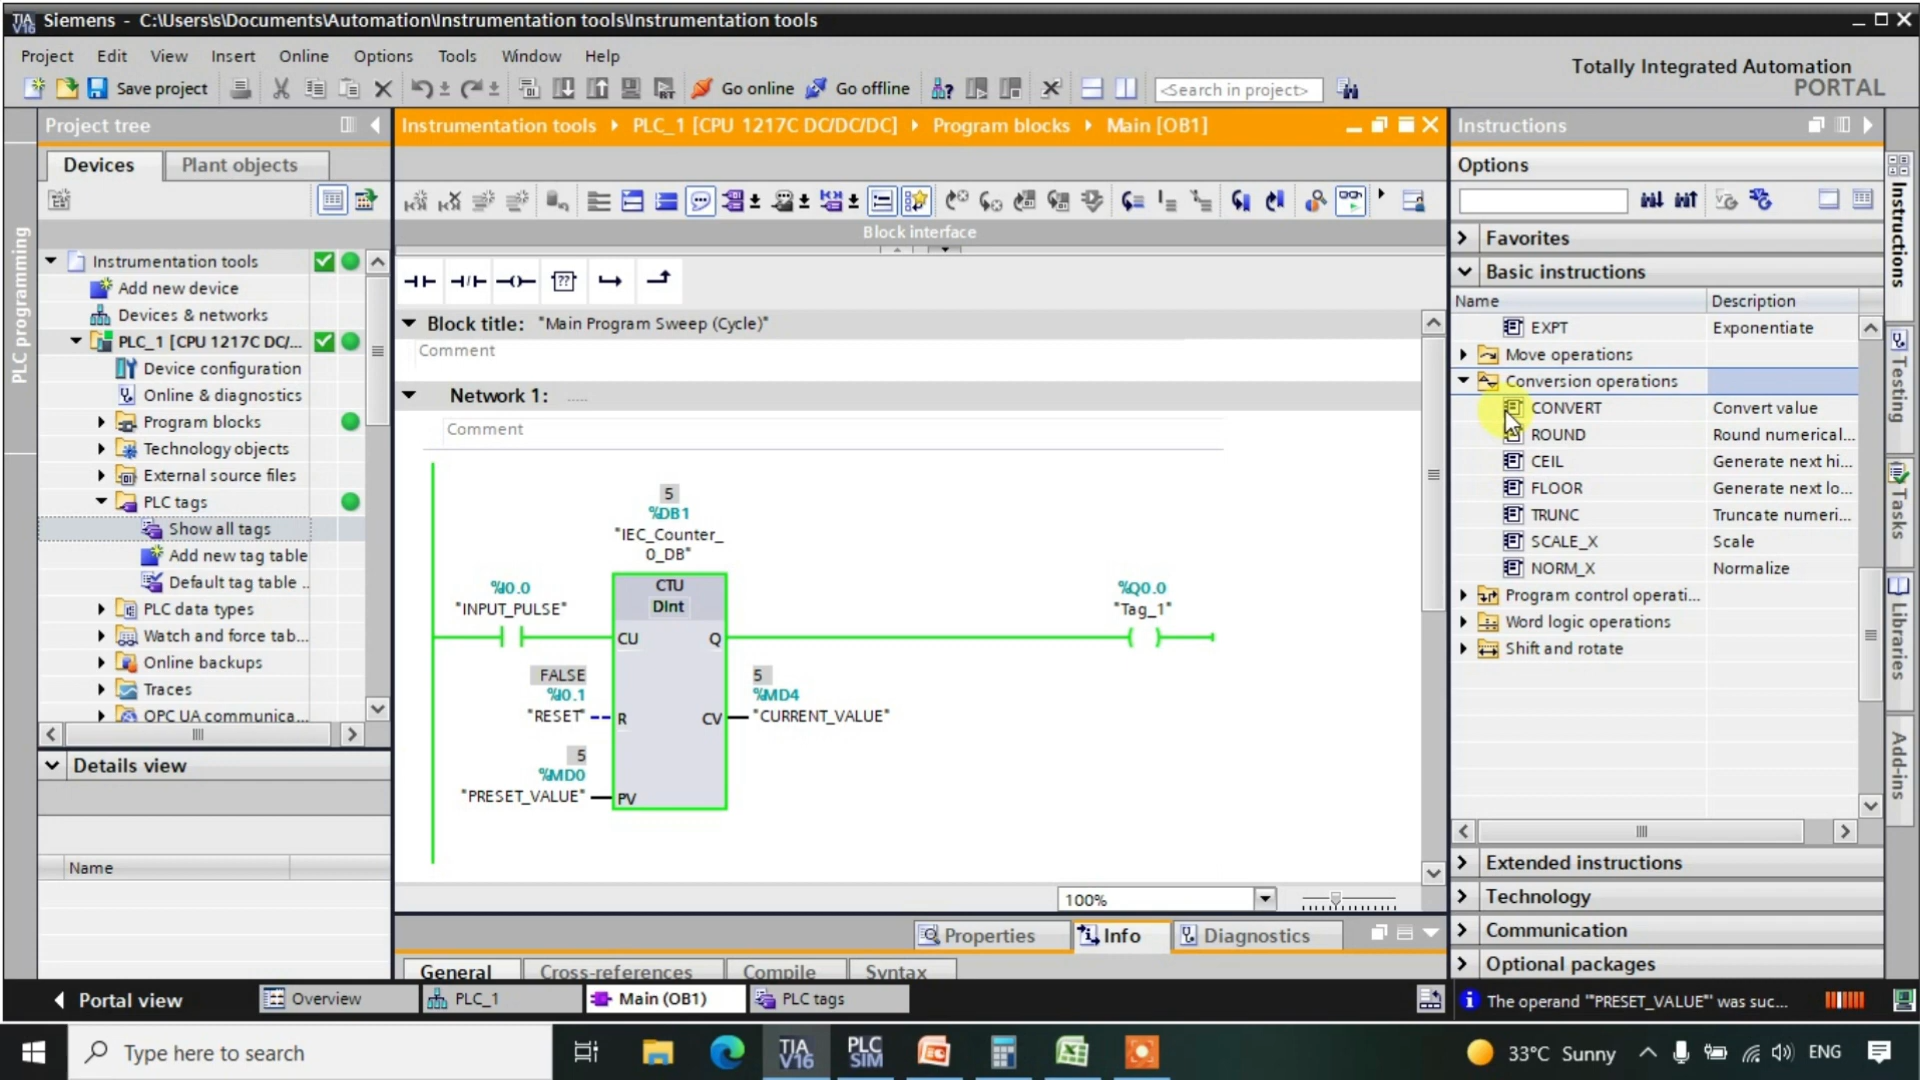 TIA V16 Siemens - C:\Users\s\Documents\Automation\Instrumentation tools\Instrumentation tools
Project Edit View Insert Online Options Tools Window Help
Totally Integrated Automation
PORTAL
Save project
Go online
Go offline
<Search in project>
Project tree
Instrumentation tools
PLC_1 [CPU 1217C DC/DC/DC]
Program blocks
Main [OB1]
Instructions
Devices
Plant objects
Options
PLC programming
Block interface
Instrumentation tools
Add new device
Devices & networks
PLC_1 [CPU 1217C DC/...
Device configuration
Online & diagnostics
Program blocks
Technology objects
External source files
PLC tags
Show all tags
Add new tag table
Default tag table ..
PLC data types
Watch and force tab...
Online backups
Traces
OPC UA communica...
Details view
Name
??
Block title: "Main Program Sweep (Cycle)"
Comment
Network 1: .....
Comment
5
%DB1
"IEC_Counter_
0_DB"
CTU
DInt
%I0.0
"INPUT_PULSE"
CU
Q
%Q0.0
"Tag_1"
FALSE
%I0.1
"RESET"
R
5
%MD4
CV
"CURRENT_VALUE"
5
%MD0
"PRESET_VALUE"
PV
100%
Favorites
Basic instructions
Name Description
EXPT Exponentiate
Move operations
Conversion operations
CONVERT Convert value
ROUND Round numerical...
CEIL Generate next hi...
FLOOR Generate next lo...
TRUNC Truncate numeri...
SCALE_X Scale
NORM_X Normalize
Program control operati...
Word logic operations
Shift and rotate
Extended instructions
Technology
Communication
Optional packages
Instructions
Testing
Tasks
Libraries
Add-ins
Properties
Info
Diagnostics
General
Cross-references
Compile
Syntax
Portal view
Overview
PLC_1
Main (OB1)
PLC tags
The operand '"PRESET_VALUE"' was suc...
Type here to search
TIA V16
PLC SIM
33°C Sunny
ENG